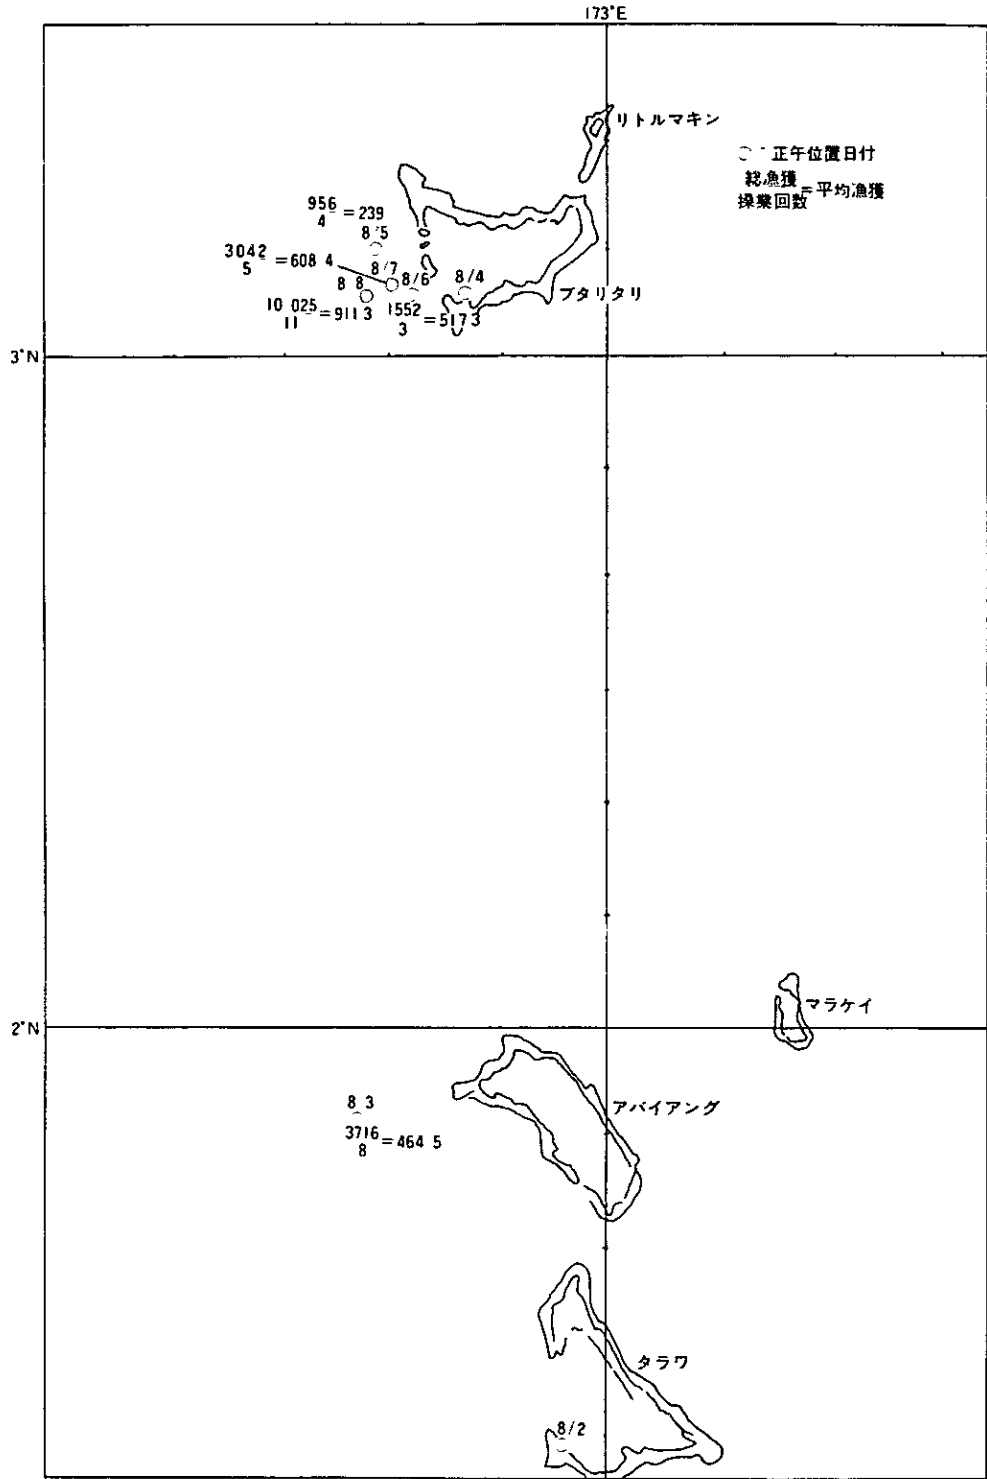 173°E
リトルマキン
○ 正午位置日付
総漁獲
操業回数 = 平均漁獲
956
4 = 239
8/5
3042
5 = 608 4
8/7
8 8
8/6
8/4
ブタリタリ
10 025
11 = 911 3
1552
3 = 517 3
3°N
マラケイ
2°N
8 3
アバイアング
3716
8 = 464 5
タラワ
8/2